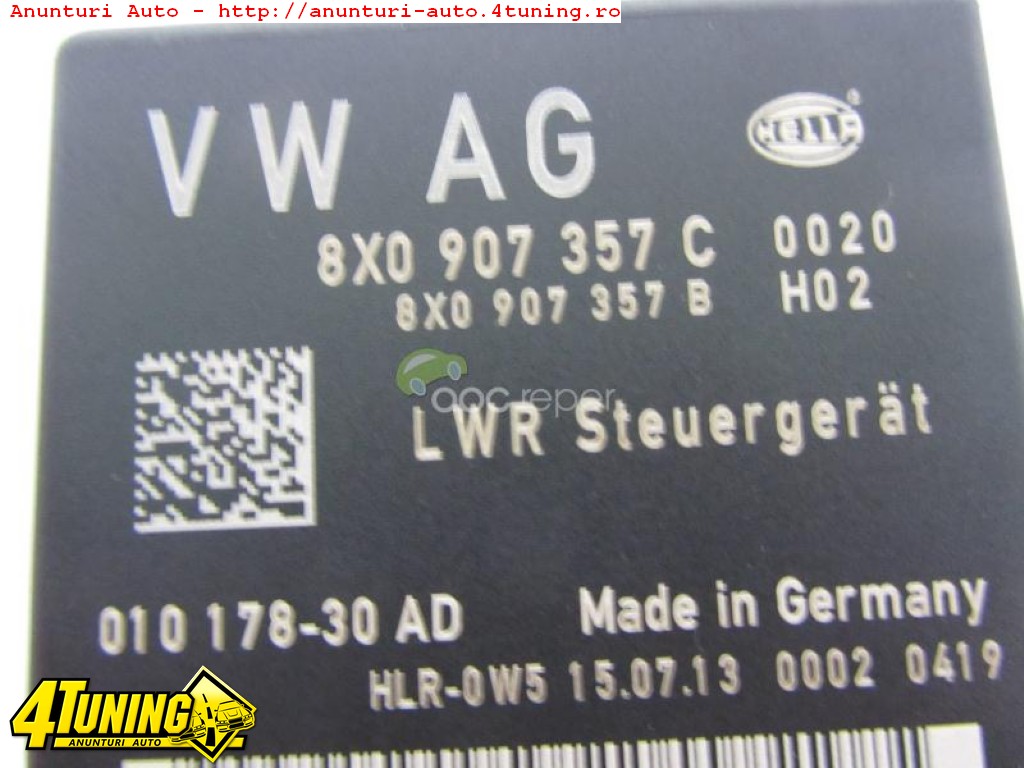 Anunturi Auto - http://anunturi-auto.4tuning.ro
VW AG HELLA
8X0 907 357 C 0020
8X0 907 357 B H02
aac reper
LWR Steuergerät
010 178-30 AD Made in Germany
HLR-0W5 15.07.13 0002 0419
4TUNING
ANUNTURI AUTO